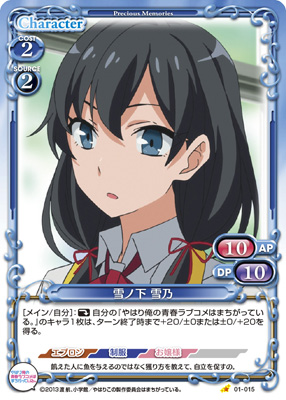 Precious Memories
Character
COST
2
SOURCE
2
10 AP
DP 10
雪ノ下 雪乃
[メイン/自分]:自分の『やはり俺の青春ラブコメはまちがっている。』のキャラ1枚は、ターン終了時まで+20/±0または±0/+20を
得る。
エプロン 制服 お嬢様
飢えた人に魚を与えるのではなく獲り方を教えて、自立を促すの。
©2013 渡 航、小学館/やはりこの製作委員会はまちがっている。
01-015